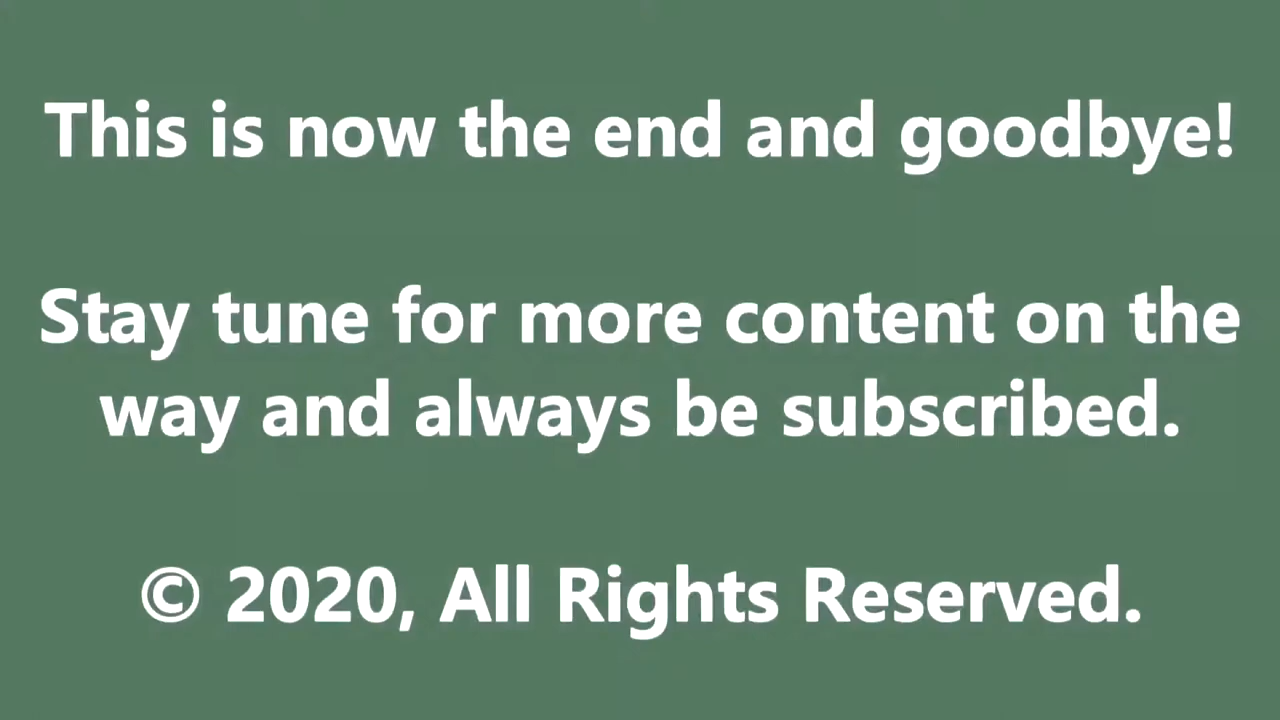 This is now the end and goodbye!
Stay tune for more content on the
way and always be subscribed.
© 2020, All Rights Reserved.